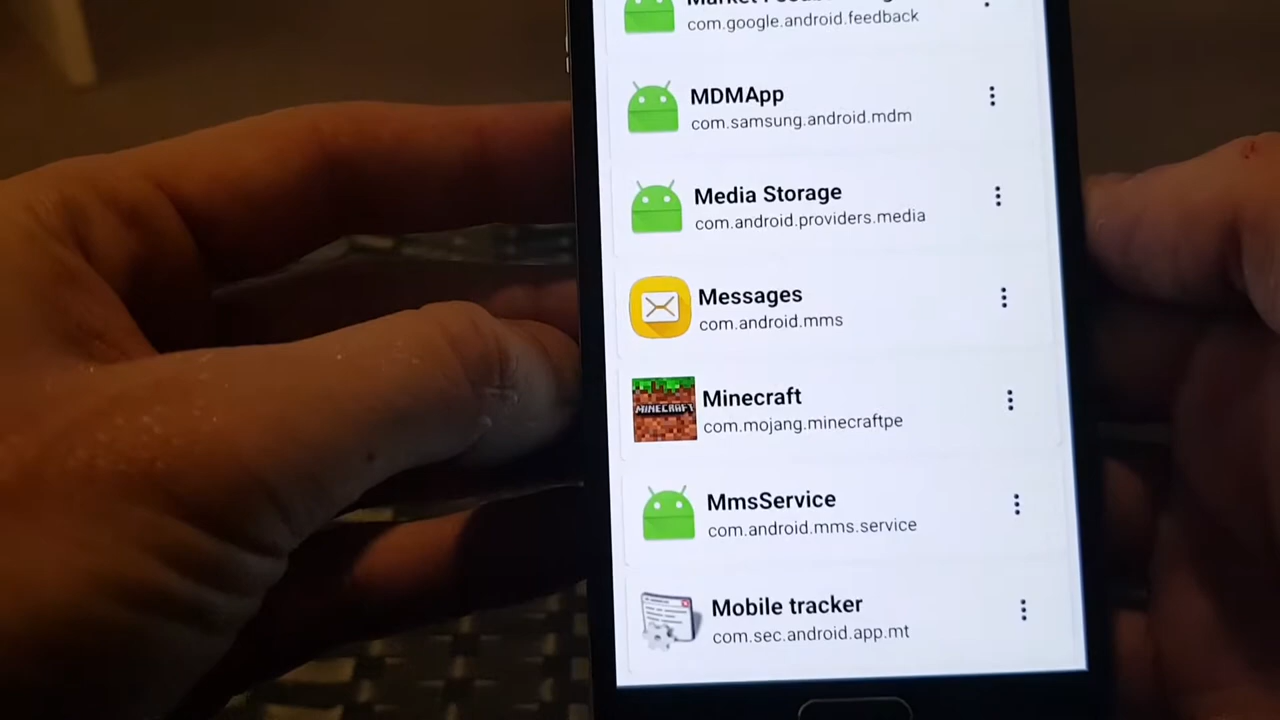 com.google.android.feedback
MDMApp
com.samsung.android.mdm
Media Storage
com.android.providers.media
Messages
com.android.mms
MINECRAFT
Minecraft
com.mojang.minecraftpe
MmsService
com.android.mms.service
Mobile tracker
com.sec.android.app.mt